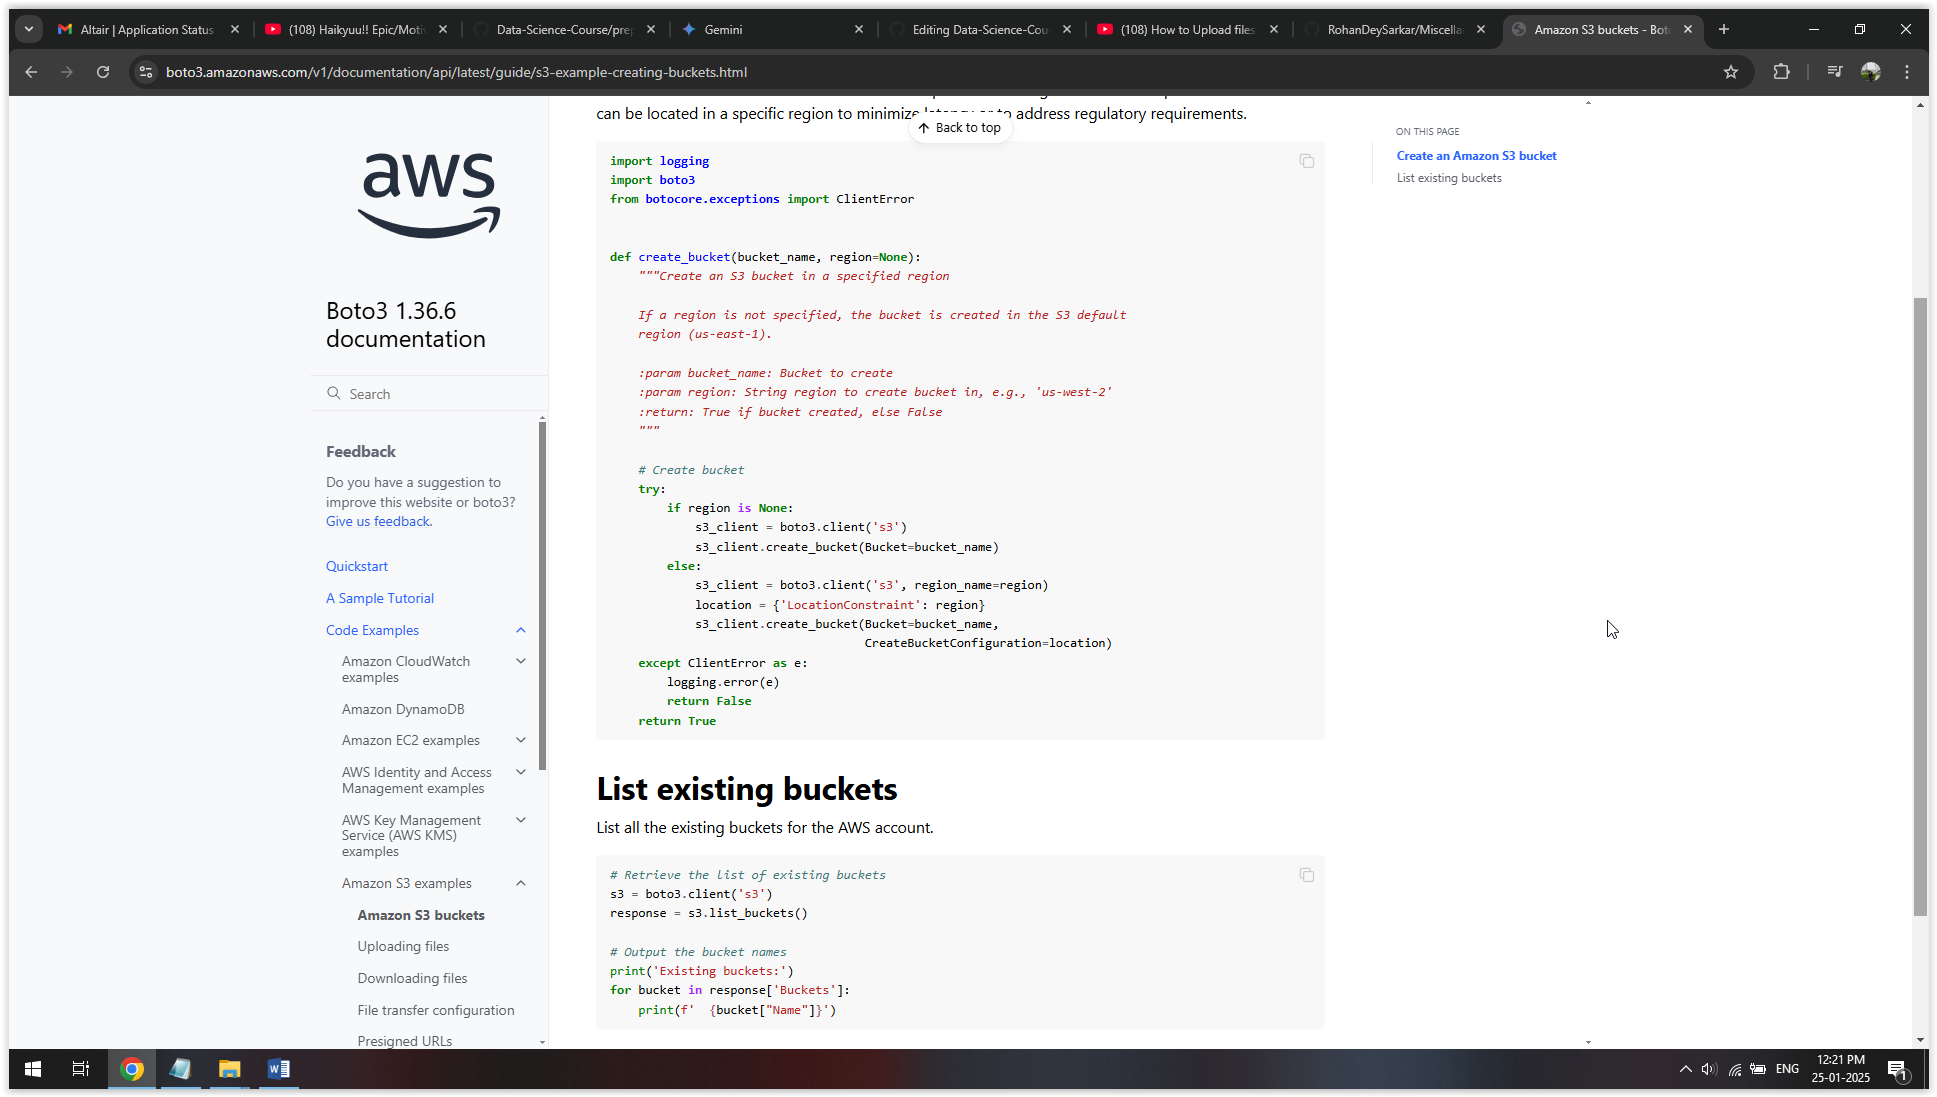 Altair | Application Status
(108) Haikyuu!! Epic/Moti
Data-Science-Course/prep
Gemini
Editing Data-Science-Cou
(108) How to Upload files
RohanDeySarkar/Miscella
Amazon S3 buckets - Bot
boto3.amazonaws.com/v1/documentation/api/latest/guide/s3-example-creating-buckets.html
aws
Boto3 1.36.6
documentation
Search
Feedback
Do you have a suggestion to
improve this website or boto3?
Give us feedback.
Quickstart
A Sample Tutorial
Code Examples
Amazon CloudWatch
examples
Amazon DynamoDB
Amazon EC2 examples
AWS Identity and Access
Management examples
AWS Key Management
Service (AWS KMS)
examples
Amazon S3 examples
Amazon S3 buckets
Uploading files
Downloading files
File transfer configuration
Presigned URLs
can be located in a specific region to minimize latency or to address regulatory requirements.
Back to top
import logging
import boto3
from botocore.exceptions import ClientError
def create_bucket(bucket_name, region=None):
"""Create an S3 bucket in a specified region
If a region is not specified, the bucket is created in the S3 default
region (us-east-1).
:param bucket_name: Bucket to create
:param region: String region to create bucket in, e.g., 'us-west-2'
:return: True if bucket created, else False
"""
# Create bucket
try:
if region is None:
s3_client = boto3.client('s3')
s3_client.create_bucket(Bucket=bucket_name)
else:
s3_client = boto3.client('s3', region_name=region)
location = {'LocationConstraint': region}
s3_client.create_bucket(Bucket=bucket_name,
CreateBucketConfiguration=location)
except ClientError as e:
logging.error(e)
return False
return True
List existing buckets
List all the existing buckets for the AWS account.
# Retrieve the list of existing buckets
s3 = boto3.client('s3')
response = s3.list_buckets()
# Output the bucket names
print('Existing buckets:')
for bucket in response['Buckets']:
print(f'  {bucket["Name"]}')
ON THIS PAGE
Create an Amazon S3 bucket
List existing buckets
ENG
12:21 PM
25-01-2025
1